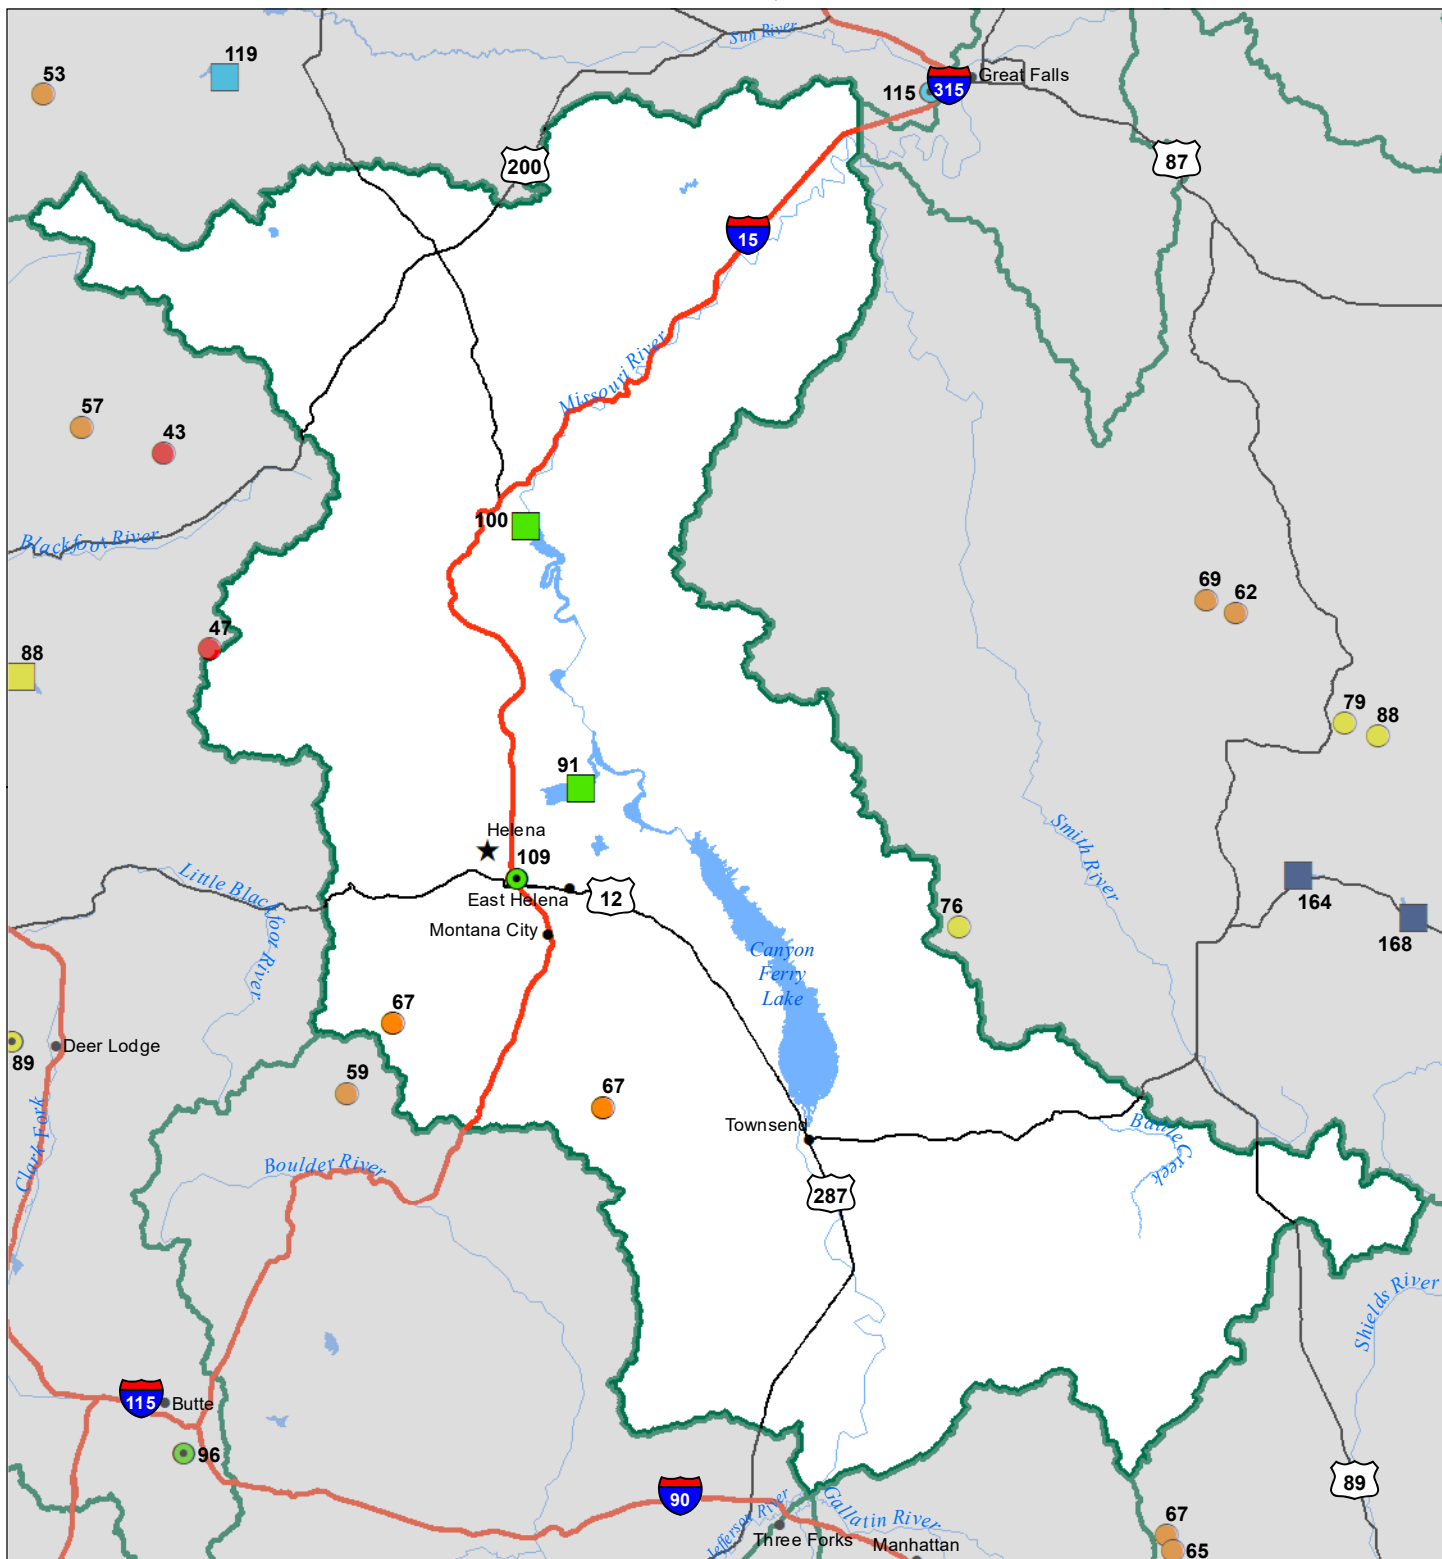 Sun River
119
53
Great Falls
115
315
200
87
15
Missouri River
57
43
100
Blackfoot River
69
62
47
88
79
88
91
Helena
Smith River
109
Little Blackfoot River
East Helena
12
164
76
168
Montana City
Canyon
Ferry
Lake
67
Deer Lodge
89
59
67
Clark Fork
Townsend
Battle Creek
Boulder River
287
Shields River
115
Butte
96
89
90
Gallatin River
Jefferson River
67
Three Forks
Manhattan
65